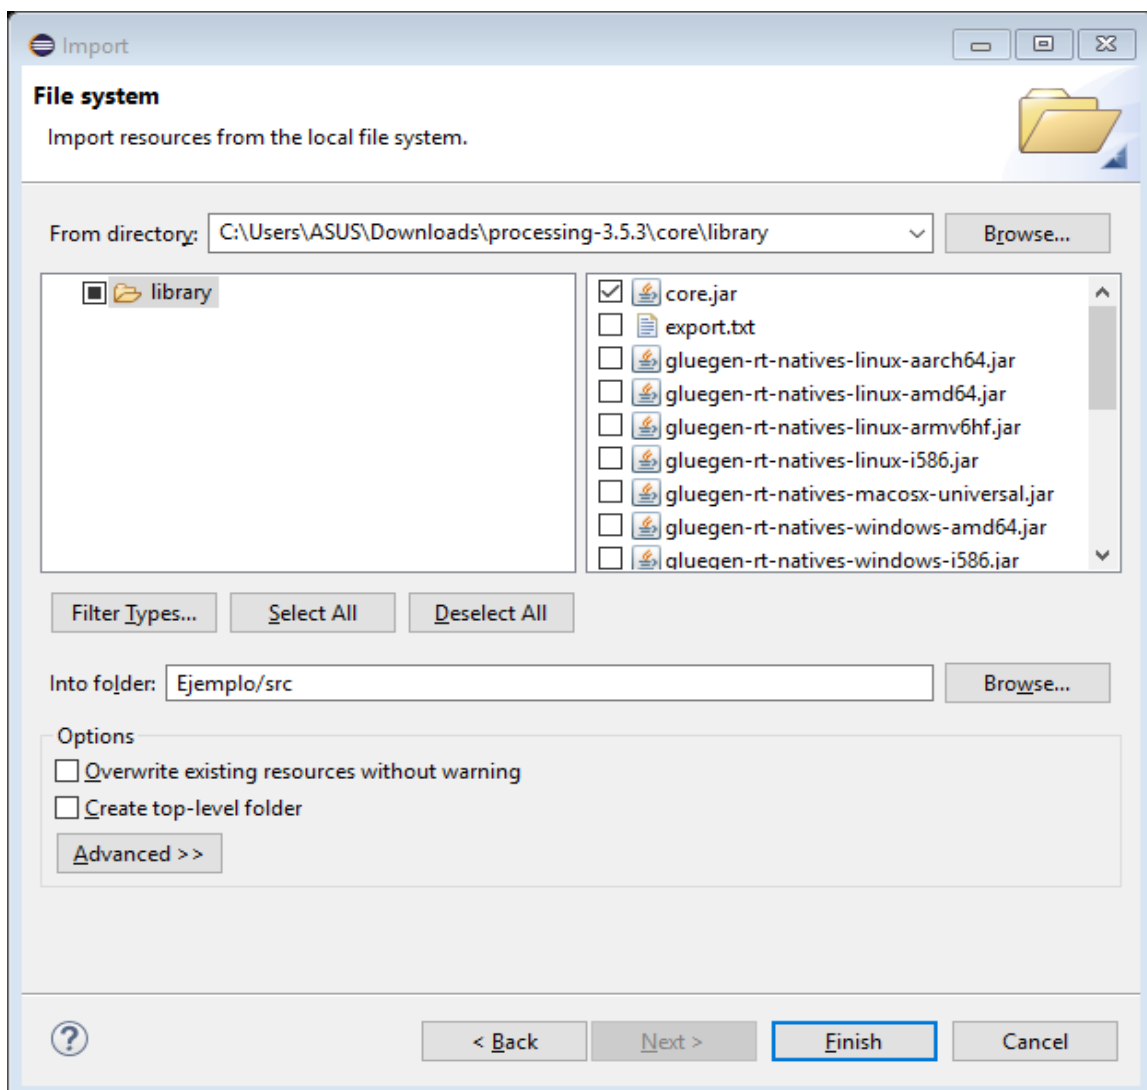 Import
File system
Import resources from the local file system.
From directory: C:\Users\ASUS\Downloads\processing-3.5.3\core\library Browse...
library
core.jar
export.txt
gluegen-rt-natives-linux-aarch64.jar
gluegen-rt-natives-linux-amd64.jar
gluegen-rt-natives-linux-armv6hf.jar
gluegen-rt-natives-linux-i586.jar
gluegen-rt-natives-macosx-universal.jar
gluegen-rt-natives-windows-amd64.jar
gluegen-rt-natives-windows-i586.jar
Filter Types... Select All Deselect All
Into folder: Ejemplo/src Browse...
Options
Overwrite existing resources without warning
Create top-level folder
Advanced >>
? < Back Next > Finish Cancel